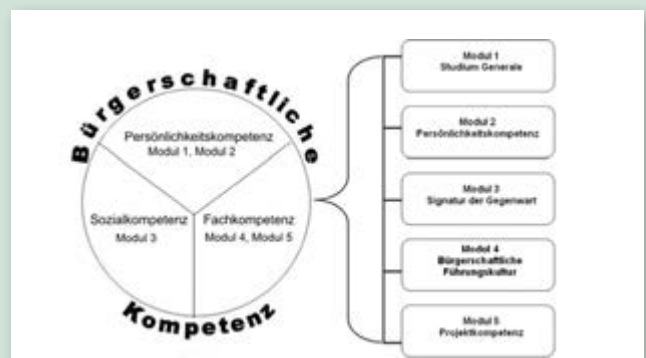 Bürgerschaftliche
Persönlichkeitskompetenz
Modul 1, Modul 2
Sozialkompetenz
Modul 3
Fachkompetenz
Modul 4, Modul 5
Kompetenz
Modul 1
Studium Generale
Modul 2
Persönlichkeitskompetenz
Modul 3
Signatur der Gegenwart
Modul 4
Bürgerschaftliche
Führungskultur
Modul 5
Projektkompetenz